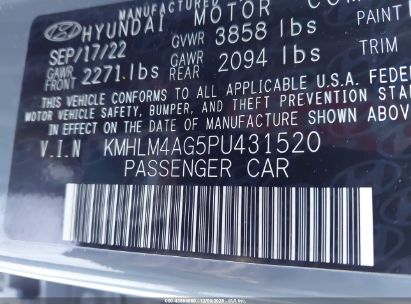 HYUNDAI MOTOR COM
SEP/17/22 GVWR 3858 lbs PAINT
GAWR FRONT 2271 lbs GAWR REAR 2094 lbs TRIM
THIS VEHICLE CONFORMS TO ALL APPLICABLE U.S.A. FEDE
MOTOR VEHICLE SAFETY, BUMPER, AND THEFT PREVENTION STA
IN EFFECT ON THE DATE OF MANUFACTURE SHOWN ABOVE
V.I.N KMHLM4AG5PU431520
PASSENGER CAR